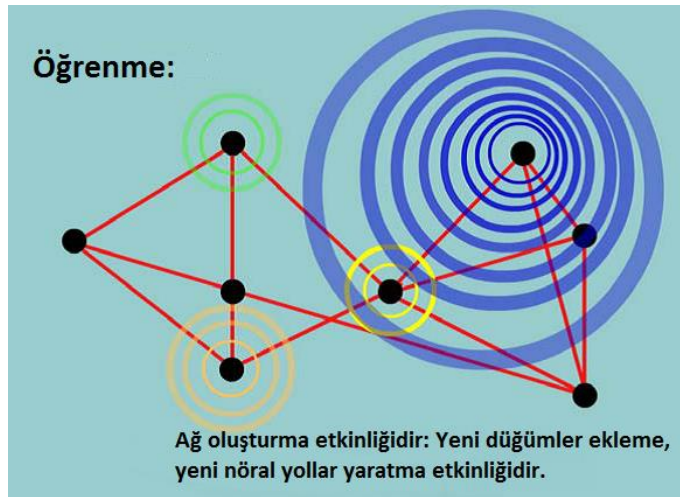 Öğrenme:
Ağ oluşturma etkinliğidir: Yeni düğümler ekleme,
yeni nöral yollar yaratma etkinliğidir.